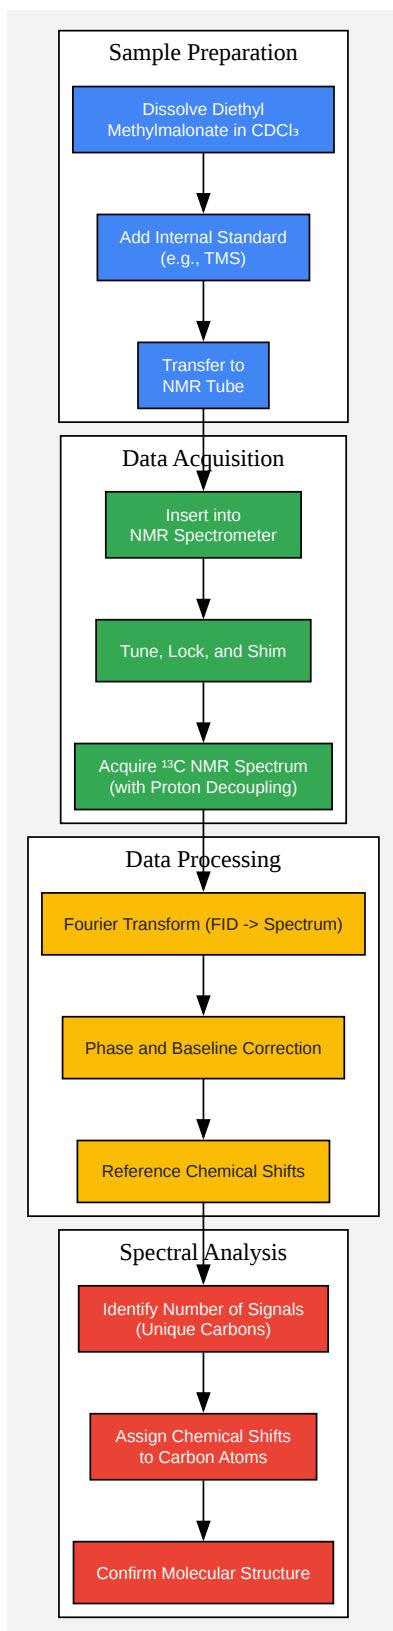 Sample Preparation
Dissolve Diethyl
Methylmalonate in CDCl₃
Add Internal Standard
(e.g., TMS)
Transfer to
NMR Tube
Data Acquisition
Insert into
NMR Spectrometer
Tune, Lock, and Shim
Acquire ¹³C NMR Spectrum
(with Proton Decoupling)
Data Processing
Fourier Transform (FID -> Spectrum)
Phase and Baseline Correction
Reference Chemical Shifts
Spectral Analysis
Identify Number of Signals
(Unique Carbons)
Assign Chemical Shifts
to Carbon Atoms
Confirm Molecular Structure